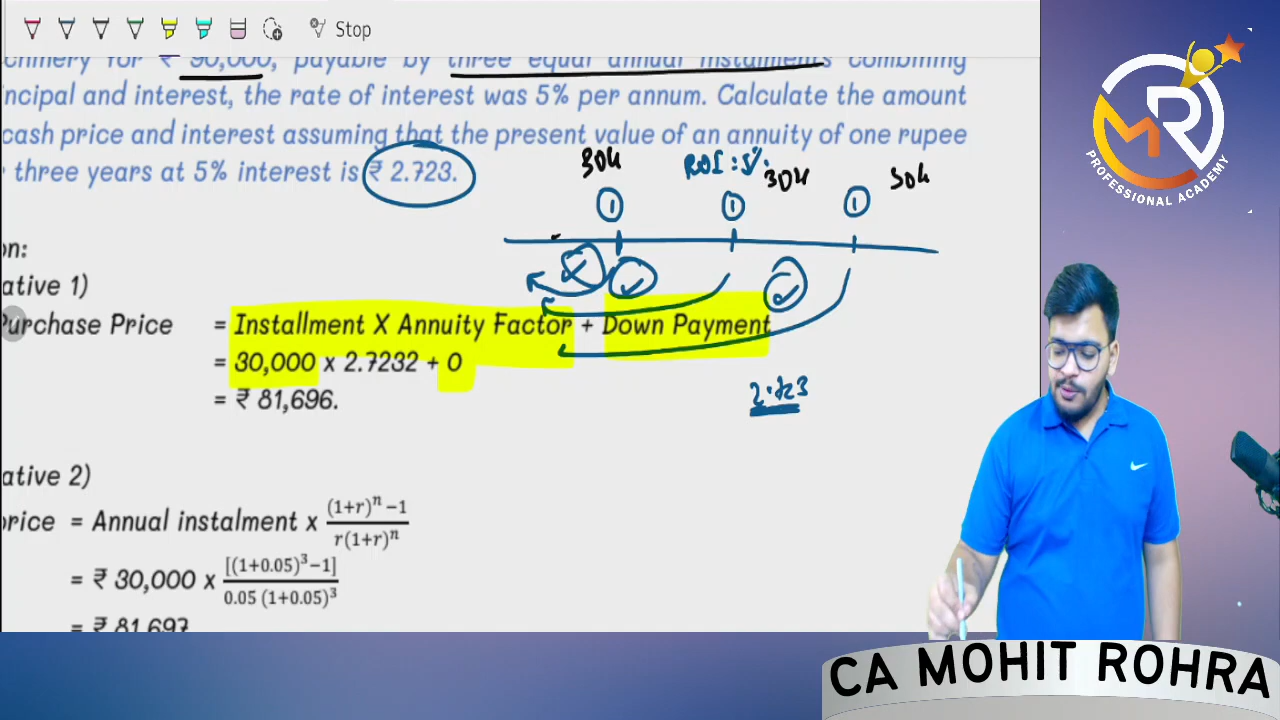 Stop
chinery for ₹ 90,000, payable by three equal annual instalments combining
ncipal and interest, the rate of interest was 5% per annum. Calculate the amount
cash price and interest assuming that the present value of an annuity of one rupee
three years at 5% interest is ₹ 2.723.
30k ROI : 5% 30k 30k
1 1 1
on:
ative 1)
Purchase Price = Installment X Annuity Factor + Down Payment
= 30,000 x 2.7232 + 0
= ₹ 81,696.
2.723
ative 2)
price = Annual instalment x (1+r)ⁿ −1
r(1+r)ⁿ
= ₹ 30,000 x [(1+0.05)³−1]
0.05 (1+0.05)³
= ₹ 81,697
MR
PROFESSIONAL ACADEMY
CA MOHIT ROHRA